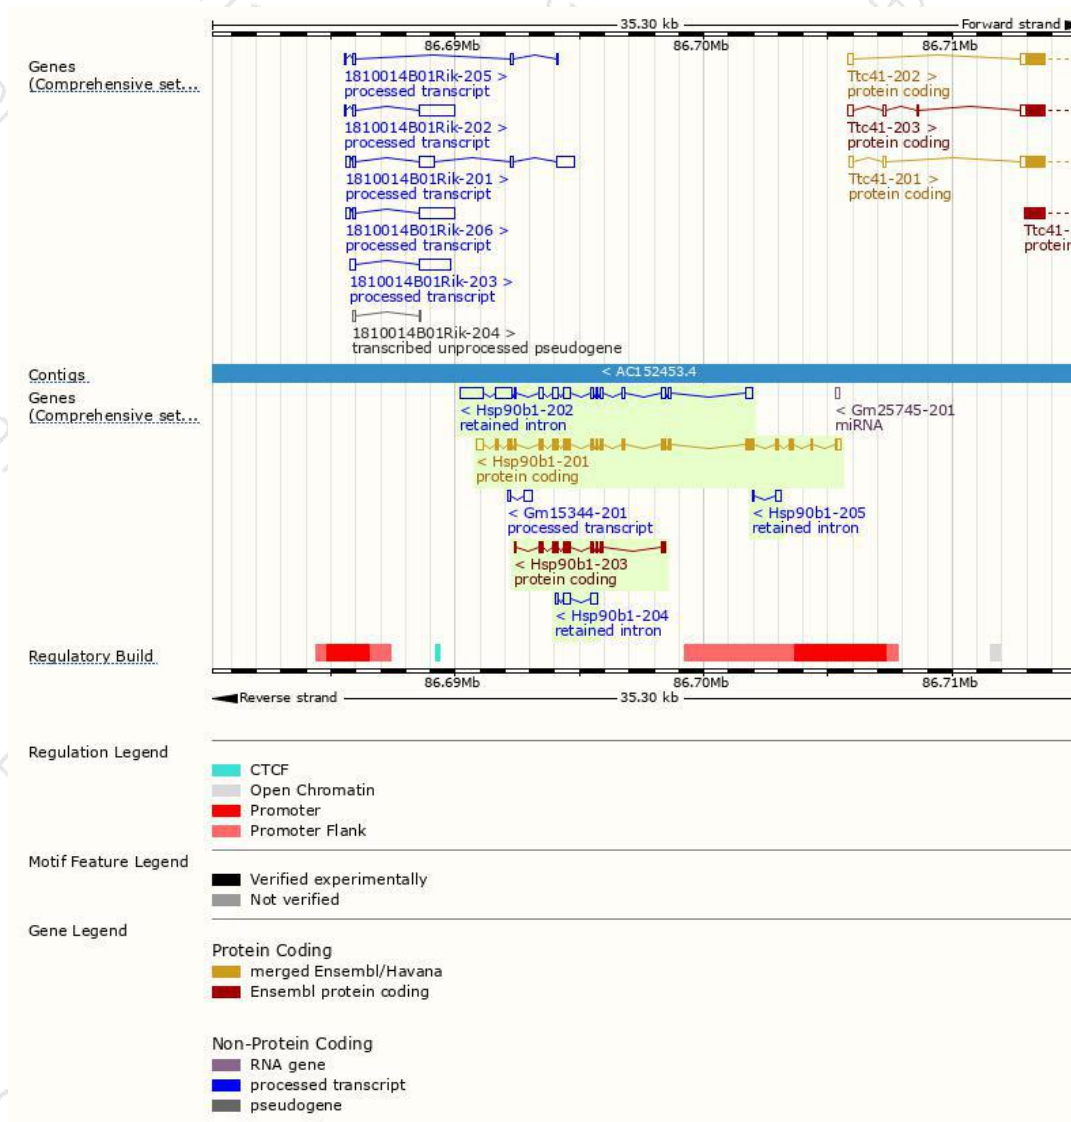 35.30 kb Forward strand
86.69Mb 86.70Mb 86.71Mb
Genes
(Comprehensive set...
1810014B01Rik-205 >
processed transcript
Ttc41-202 >
protein coding
1810014B01Rik-202 >
processed transcript
Ttc41-203 >
protein coding
1810014B01Rik-201 >
processed transcript
Ttc41-201 >
protein coding
1810014B01Rik-206 >
processed transcript
Ttc41-
protein
1810014B01Rik-203 >
processed transcript
1810014B01Rik-204 >
transcribed unprocessed pseudogene
Contigs
< AC152453.4
Genes
(Comprehensive set...
< Hsp90b1-202
retained intron
< Gm25745-201
miRNA
< Hsp90b1-201
protein coding
< Gm15344-201
processed transcript
< Hsp90b1-205
retained intron
< Hsp90b1-203
protein coding
< Hsp90b1-204
retained intron
Regulatory Build
86.69Mb 86.70Mb 86.71Mb
Reverse strand 35.30 kb
Regulation Legend
CTCF
Open Chromatin
Promoter
Promoter Flank
Motif Feature Legend
Verified experimentally
Not verified
Gene Legend
Protein Coding
merged Ensembl/Havana
Ensembl protein coding
Non-Protein Coding
RNA gene
processed transcript
pseudogene